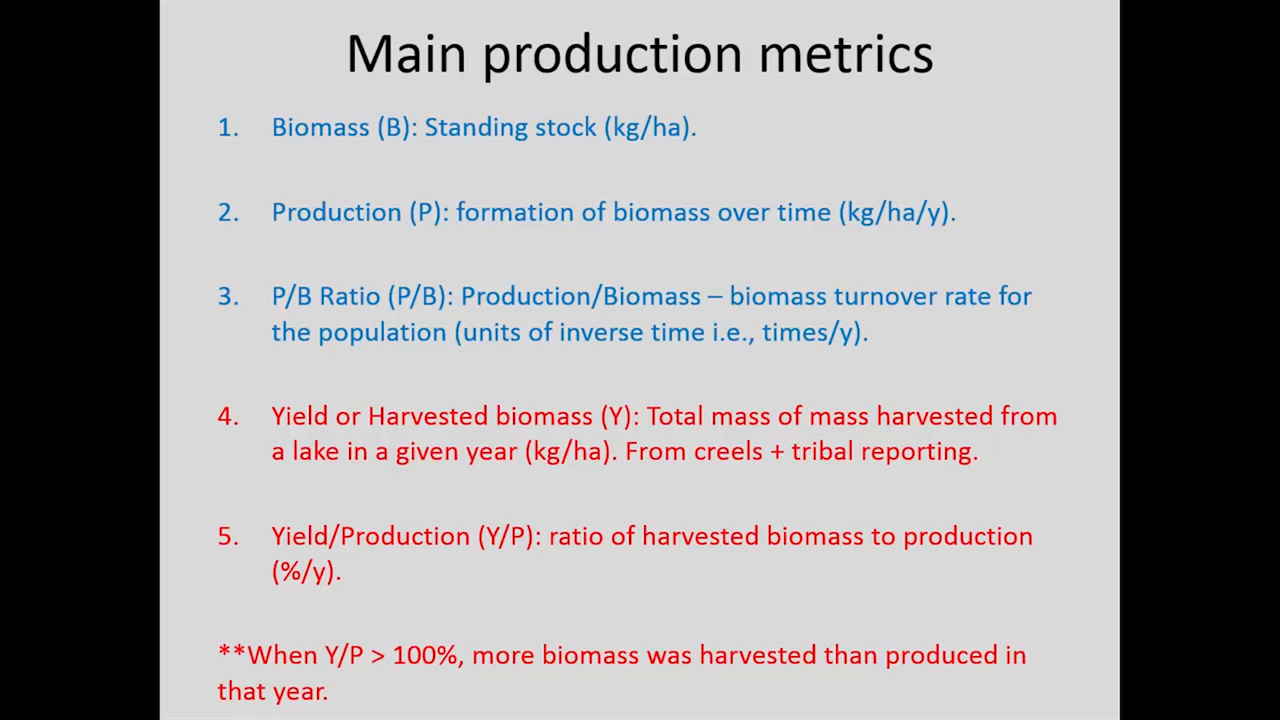 Main production metrics
1. Biomass (B): Standing stock (kg/ha).
2. Production (P): formation of biomass over time (kg/ha/y).
3. P/B Ratio (P/B): Production/Biomass – biomass turnover rate for
the population (units of inverse time i.e., times/y).
4. Yield or Harvested biomass (Y): Total mass of mass harvested from
a lake in a given year (kg/ha). From creels + tribal reporting.
5. Yield/Production (Y/P): ratio of harvested biomass to production
(%/y).
**When Y/P > 100%, more biomass was harvested than produced in
that year.